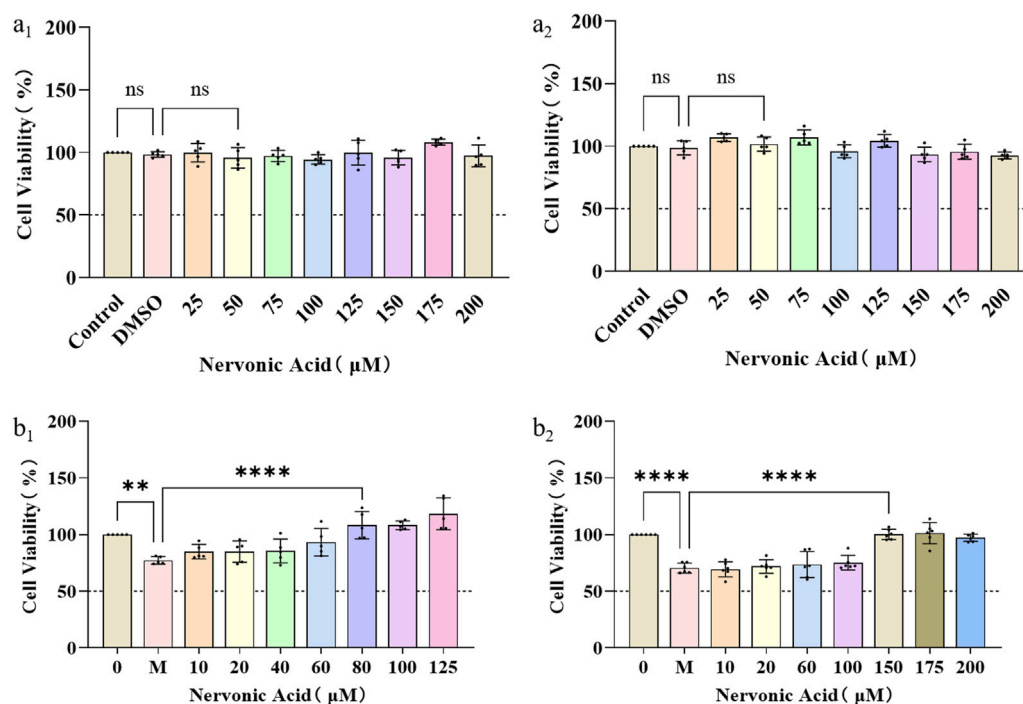 a1
Cell Viability( %)
200
150
100
50
0
ns ns
Control DMSO 25 50 75 100 125 150 175 200
Nervonic Acid( μM)
a2
Cell Viability( %)
200
150
100
50
0
ns ns
Control DMSO 25 50 75 100 125 150 175 200
Nervonic Acid( μM)
b1
Cell Viability( %)
200
150
100
50
0
** ****
0 M 10 20 40 60 80 100 125
Nervonic Acid( μM)
b2
Cell Viability( %)
200
150
100
50
0
**** ****
0 M 10 20 60 100 150 175 200
Nervonic Acid( μM)